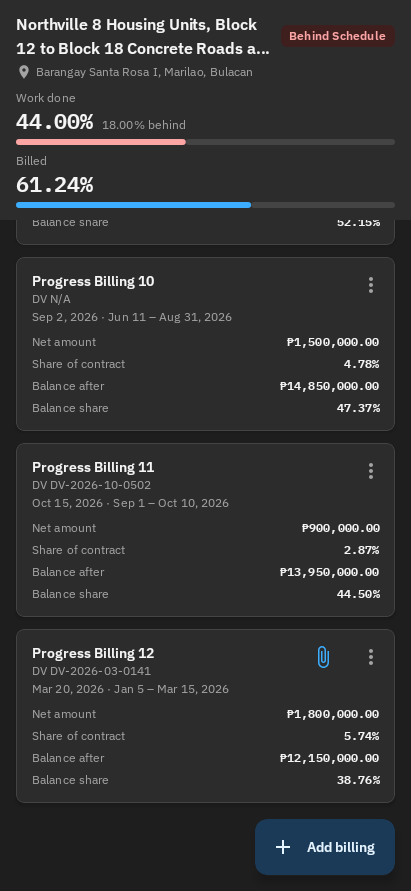 Northville 8 Housing Units, Block
12 to Block 18 Concrete Roads a...
Behind Schedule
Barangay Santa Rosa I, Marilao, Bulacan
Work done
44.00% 18.00% behind
Billed
61.24%
Balance share 52.15%
Progress Billing 10
DV N/A
Sep 2, 2026 · Jun 11 – Aug 31, 2026
Net amount ₱1,500,000.00
Share of contract 4.78%
Balance after ₱14,850,000.00
Balance share 47.37%
Progress Billing 11
DV DV-2026-10-0502
Oct 15, 2026 · Sep 1 – Oct 10, 2026
Net amount ₱900,000.00
Share of contract 2.87%
Balance after ₱13,950,000.00
Balance share 44.50%
Progress Billing 12
DV DV-2026-03-0141
Mar 20, 2026 · Jan 5 – Mar 15, 2026
Net amount ₱1,800,000.00
Share of contract 5.74%
Balance after ₱12,150,000.00
Balance share 38.76%
Add billing